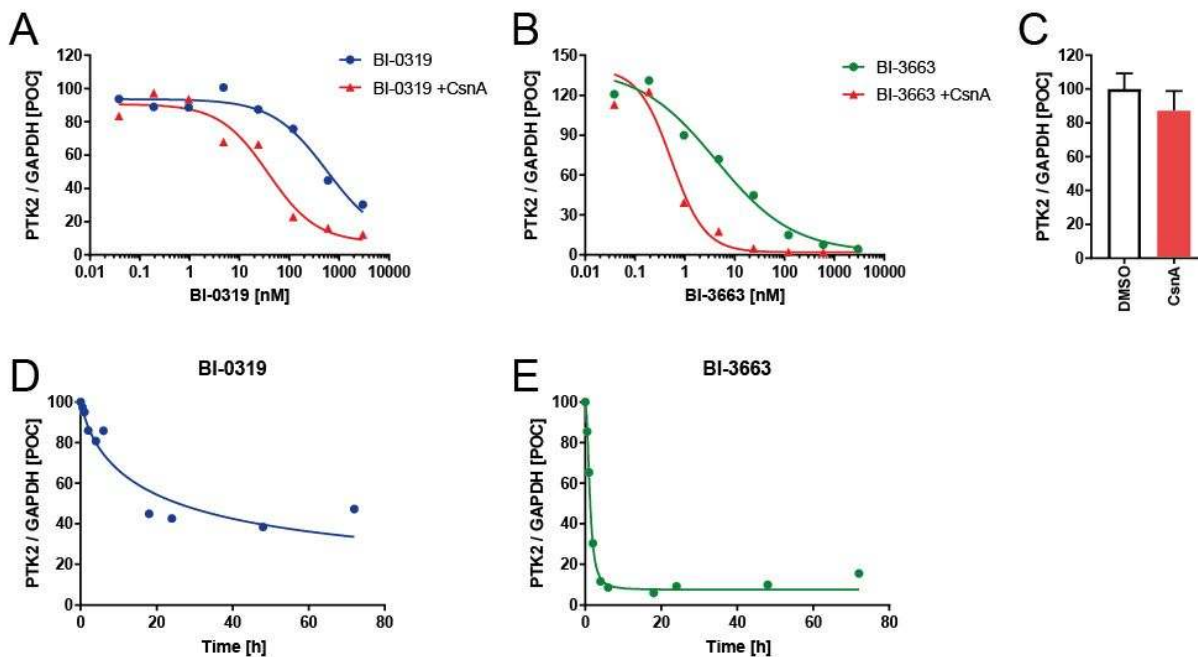 A
PTK2 / GAPDH [POC]
120
100
80
60
40
20
0
0.01 0.1 1 10 100 1000 10000
BI-0319 [nM]
BI-0319
BI-0319 +CsnA
B
PTK2 / GAPDH [POC]
150
120
90
60
30
0
0.01 0.1 1 10 100 1000 10000
BI-3663 [nM]
BI-3663
BI-3663 +CsnA
C
PTK2 / GAPDH [POC]
120
100
80
60
40
20
0
DMSO
CsnA
D
BI-0319
PTK2 / GAPDH [POC]
100
80
60
40
20
0
0 20 40 60 80
Time [h]
E
BI-3663
PTK2 / GAPDH [POC]
100
80
60
40
20
0
0 20 40 60 80
Time [h]